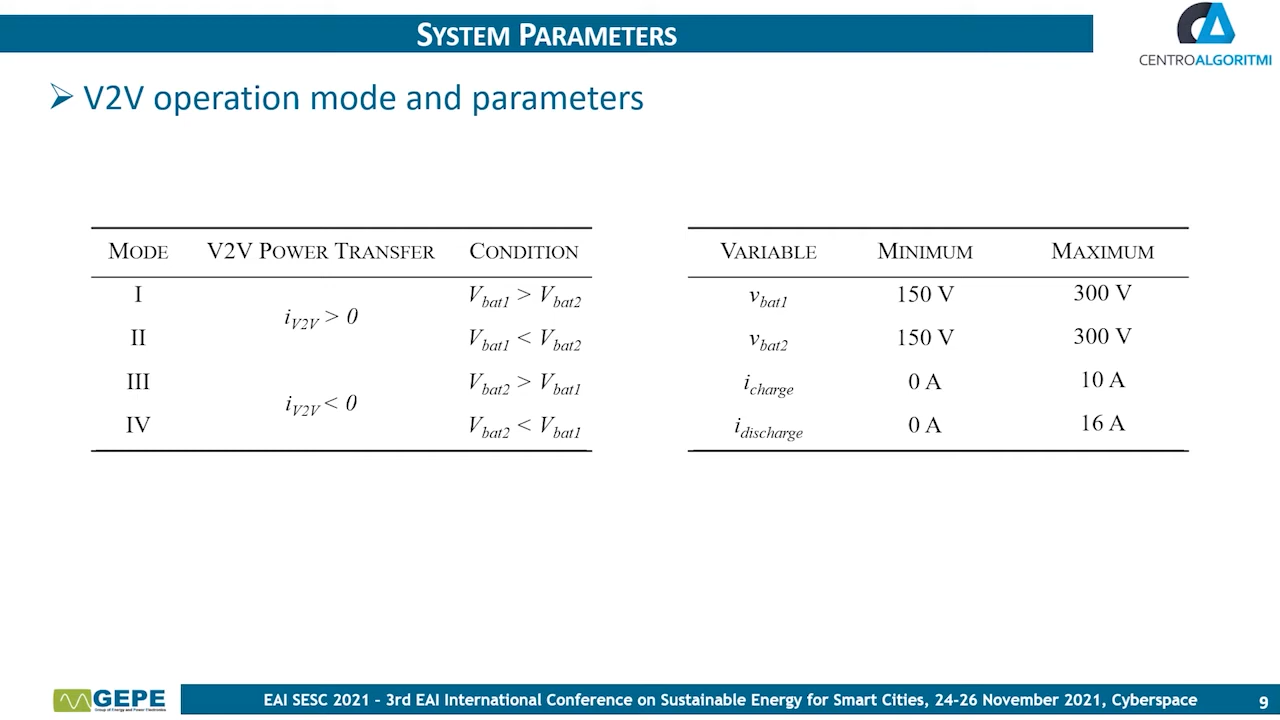 SYSTEM PARAMETERS
CENTROALGORITMI
V2V operation mode and parameters
MODE V2V POWER TRANSFER CONDITION
I V_bat1 > V_bat2
i_V2V > 0
II V_bat1 < V_bat2
III V_bat2 > V_bat1
i_V2V < 0
IV V_bat2 < V_bat1
VARIABLE MINIMUM MAXIMUM
v_bat1 150 V 300 V
v_bat2 150 V 300 V
i_charge 0 A 10 A
i_discharge 0 A 16 A
GEPE
Group of Energy and Power Electronics
EAI SESC 2021 – 3rd EAI International Conference on Sustainable Energy for Smart Cities, 24-26 November 2021, Cyberspace
9